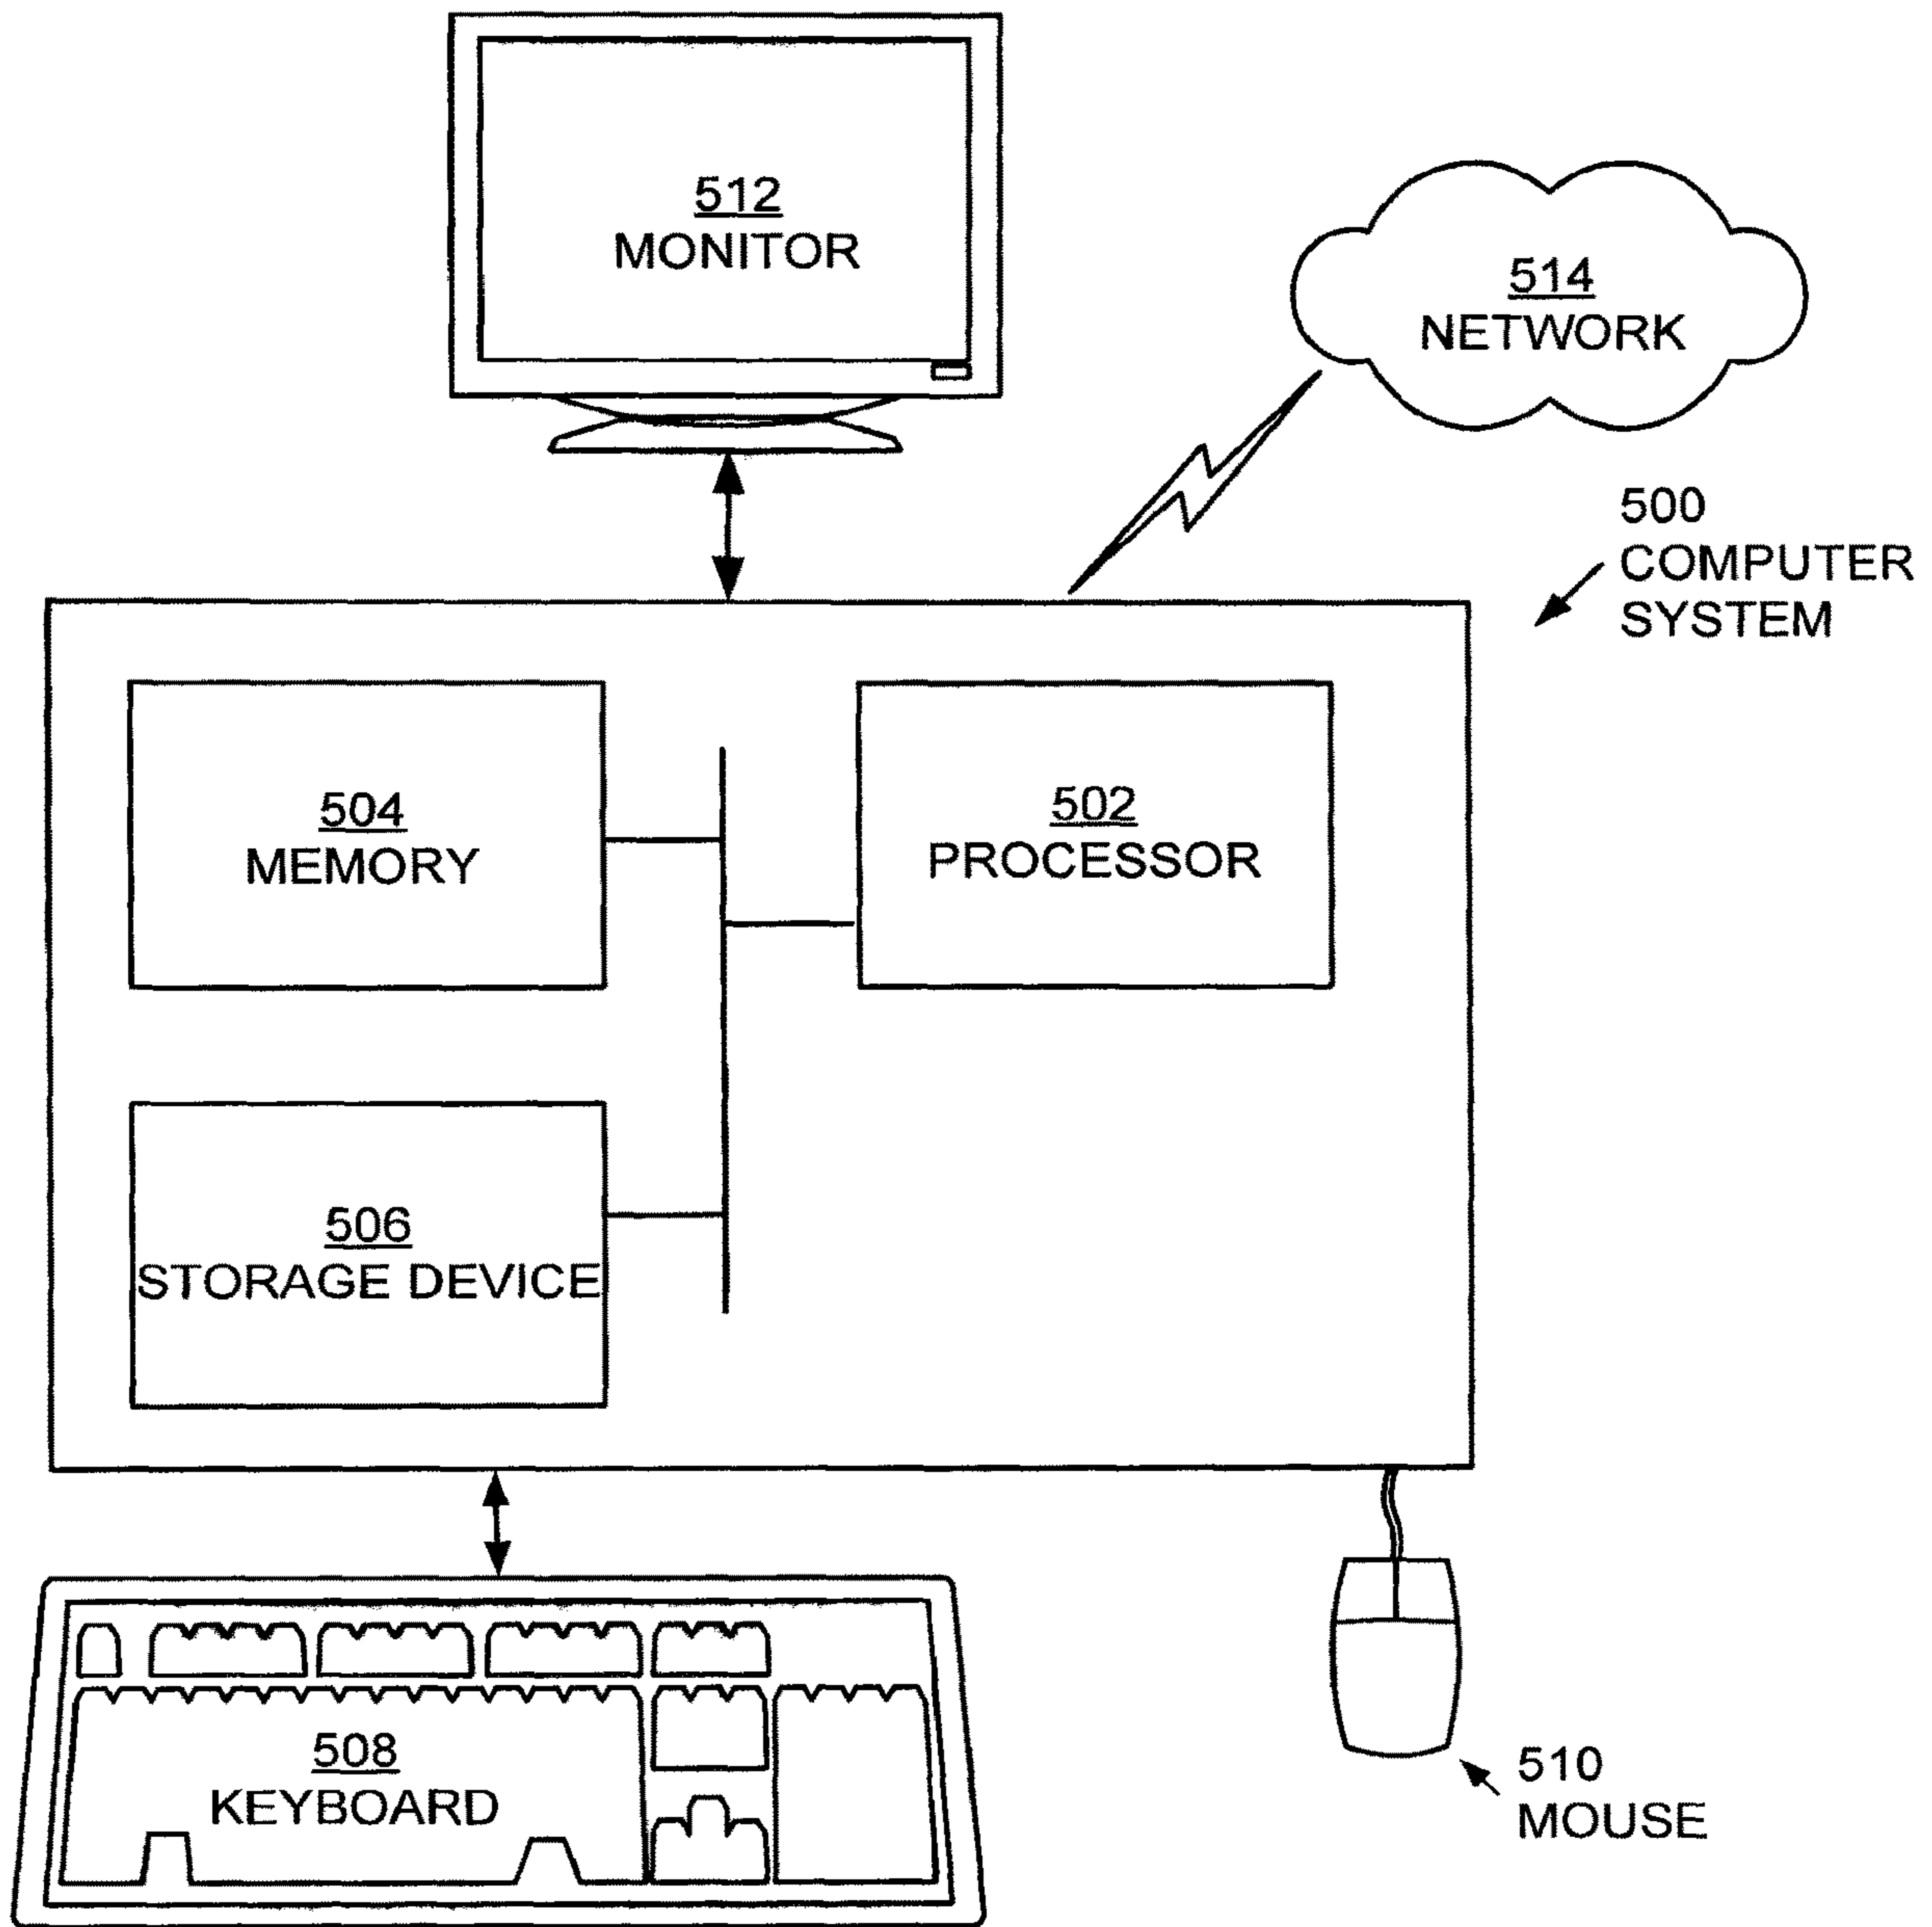 512
MONITOR
514
NETWORK
500
COMPUTER
SYSTEM
504
MEMORY
502
PROCESSOR
506
STORAGE DEVICE
508
KEYBOARD
510
MOUSE